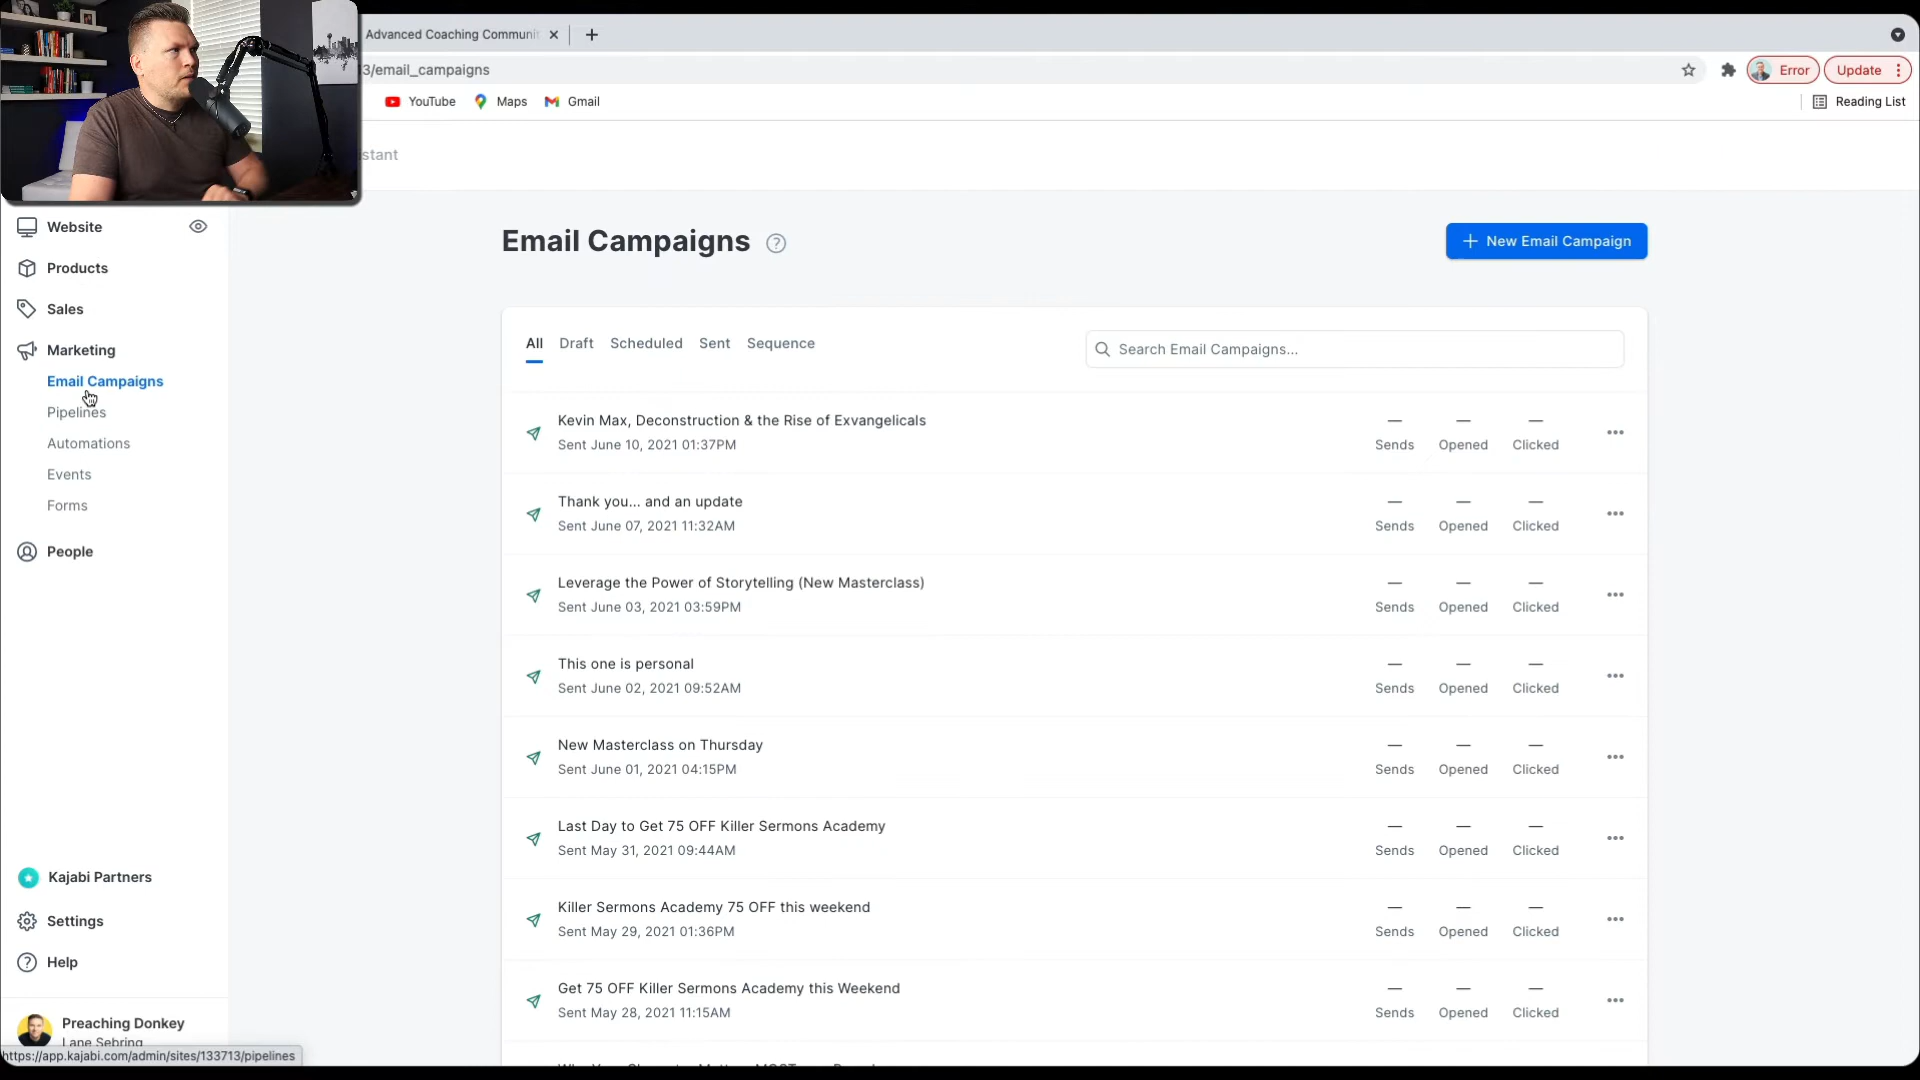 Advanced Coaching Communit
3/email_campaigns
Error
Update
YouTube
Maps
Gmail
Reading List
stant
Website
Products
Sales
Marketing
Email Campaigns
Pipelines
Automations
Events
Forms
People
Kajabi Partners
Settings
Help
Preaching Donkey
Lane Sebring
https://app.kajabi.com/admin/sites/133713/pipelines
Email Campaigns
New Email Campaign
All Draft Scheduled Sent Sequence
Search Email Campaigns...
Kevin Max, Deconstruction & the Rise of Exvangelicals
Sent June 10, 2021 01:37PM
— — —
Sends Opened Clicked
Thank you... and an update
Sent June 07, 2021 11:32AM
— — —
Sends Opened Clicked
Leverage the Power of Storytelling (New Masterclass)
Sent June 03, 2021 03:59PM
— — —
Sends Opened Clicked
This one is personal
Sent June 02, 2021 09:52AM
— — —
Sends Opened Clicked
New Masterclass on Thursday
Sent June 01, 2021 04:15PM
— — —
Sends Opened Clicked
Last Day to Get 75 OFF Killer Sermons Academy
Sent May 31, 2021 09:44AM
— — —
Sends Opened Clicked
Killer Sermons Academy 75 OFF this weekend
Sent May 29, 2021 01:36PM
— — —
Sends Opened Clicked
Get 75 OFF Killer Sermons Academy this Weekend
Sent May 28, 2021 11:15AM
— — —
Sends Opened Clicked